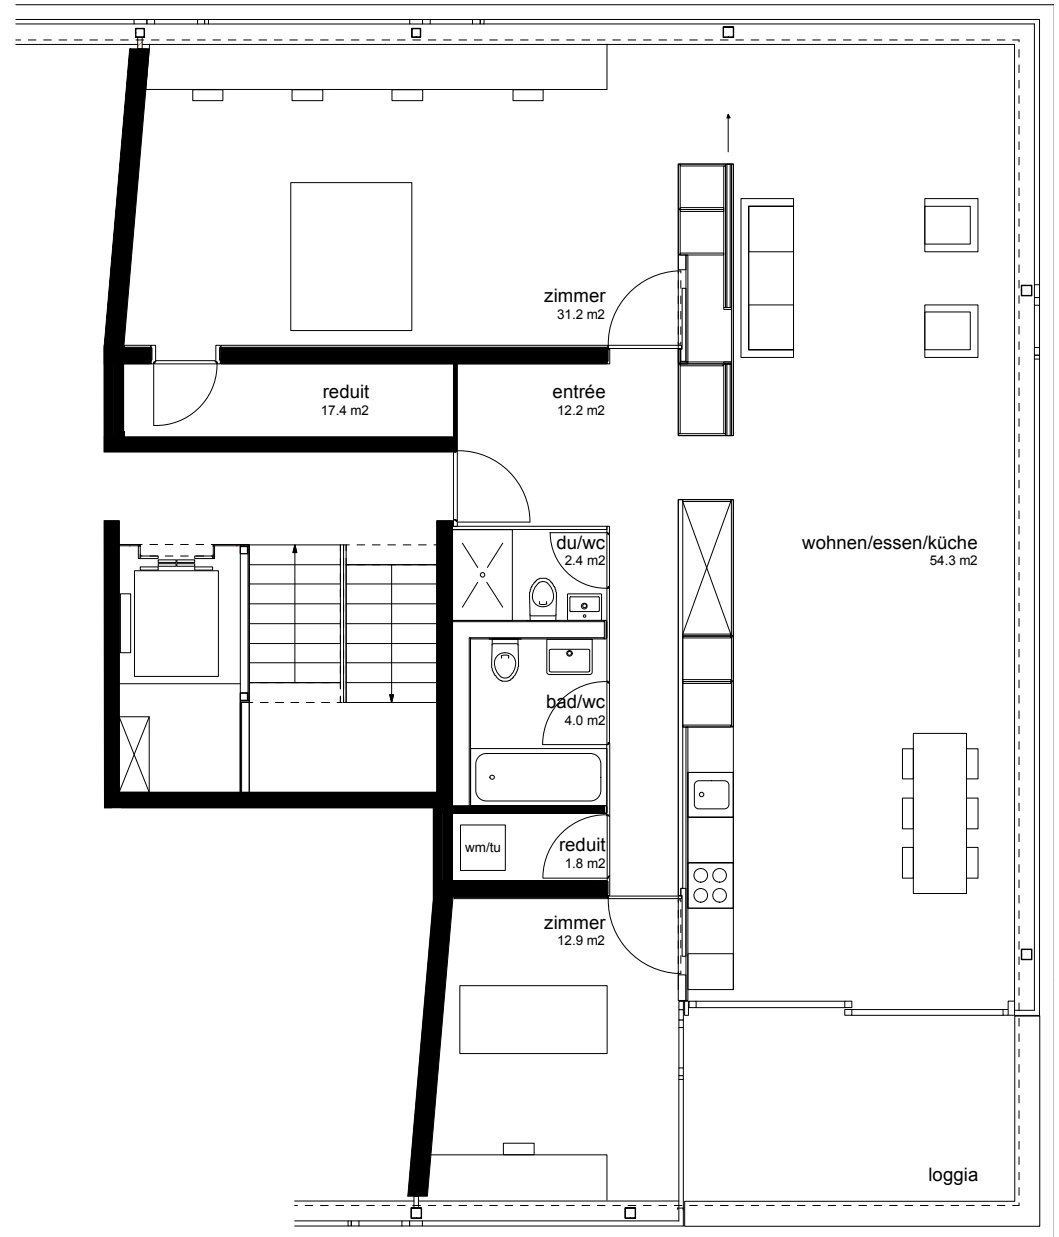 zimmer
31.2 m2
reduit
17.4 m2
entrée
12.2 m2
du/wc
2.4 m2
wohnen/essen/küche
54.3 m2
bad/wc
4.0 m2
wm/tu
reduit
1.8 m2
zimmer
12.9 m2
loggia